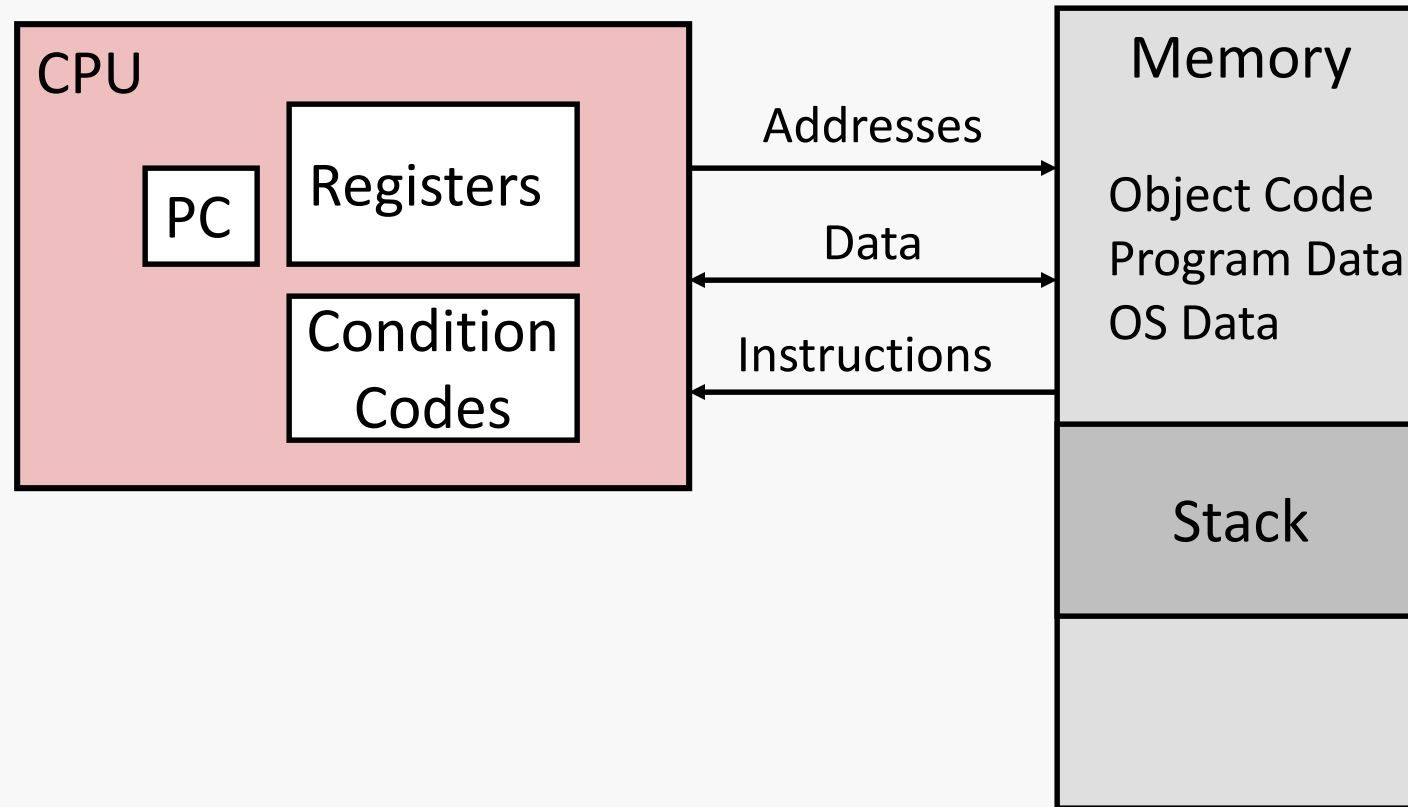 CPU
PC
Registers
Condition
Codes
Addresses
Data
Instructions
Memory
Object Code
Program Data
OS Data
Stack